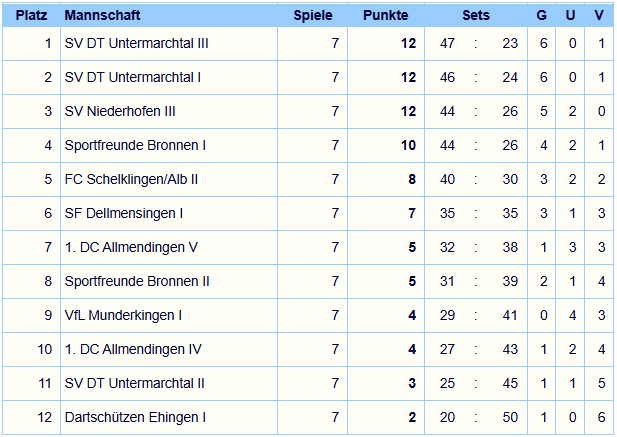 Platz Mannschaft Spiele Punkte Sets G U V
1 SV DT Untermarchtal III 7 12 47 : 23 6 0 1
2 SV DT Untermarchtal I 7 12 46 : 24 6 0 1
3 SV Niederhofen III 7 12 44 : 26 5 2 0
4 Sportfreunde Bronnen I 7 10 44 : 26 4 2 1
5 FC Schelklingen/Alb II 7 8 40 : 30 3 2 2
6 SF Dellmensingen I 7 7 35 : 35 3 1 3
7 1. DC Allmendingen V 7 5 32 : 38 1 3 3
8 Sportfreunde Bronnen II 7 5 31 : 39 2 1 4
9 VfL Munderkingen I 7 4 29 : 41 0 4 3
10 1. DC Allmendingen IV 7 4 27 : 43 1 2 4
11 SV DT Untermarchtal II 7 3 25 : 45 1 1 5
12 Dartschützen Ehingen I 7 2 20 : 50 1 0 6